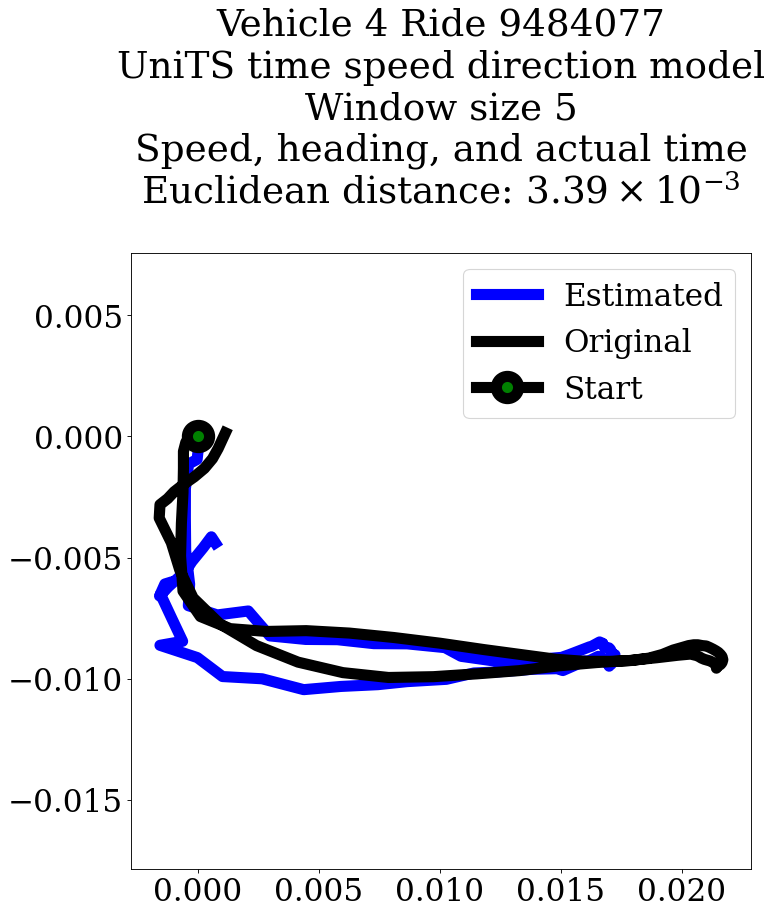 Vehicle 4 Ride 9484077
UniTS time speed direction model
Window size 5
Speed, heading, and actual time
Euclidean distance: 3.39 × 10⁻³
Estimated
Original
Start
0.005
0.000
−0.005
−0.010
−0.015
0.000 0.005 0.010 0.015 0.020